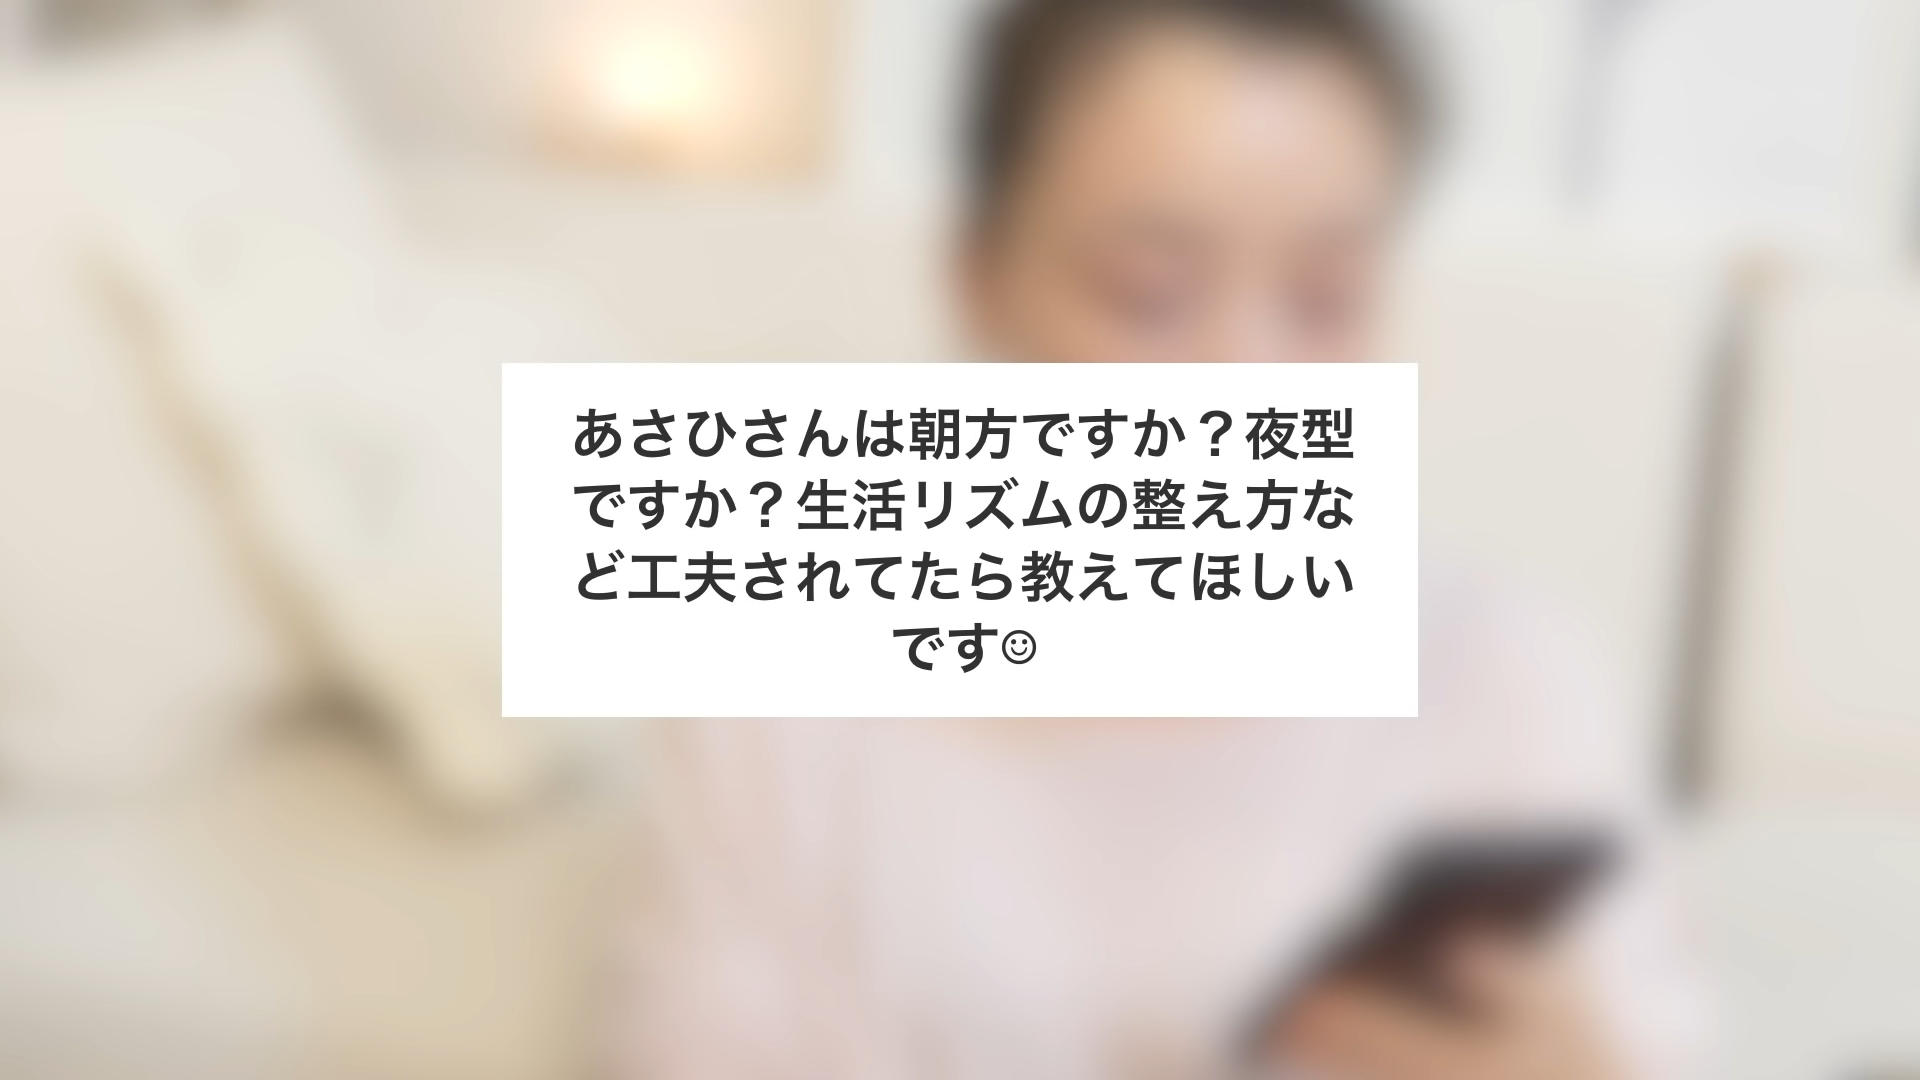 あさひさんは朝方ですか？夜型
ですか？生活リズムの整え方な
ど工夫されてたら教えてほしい
です☺